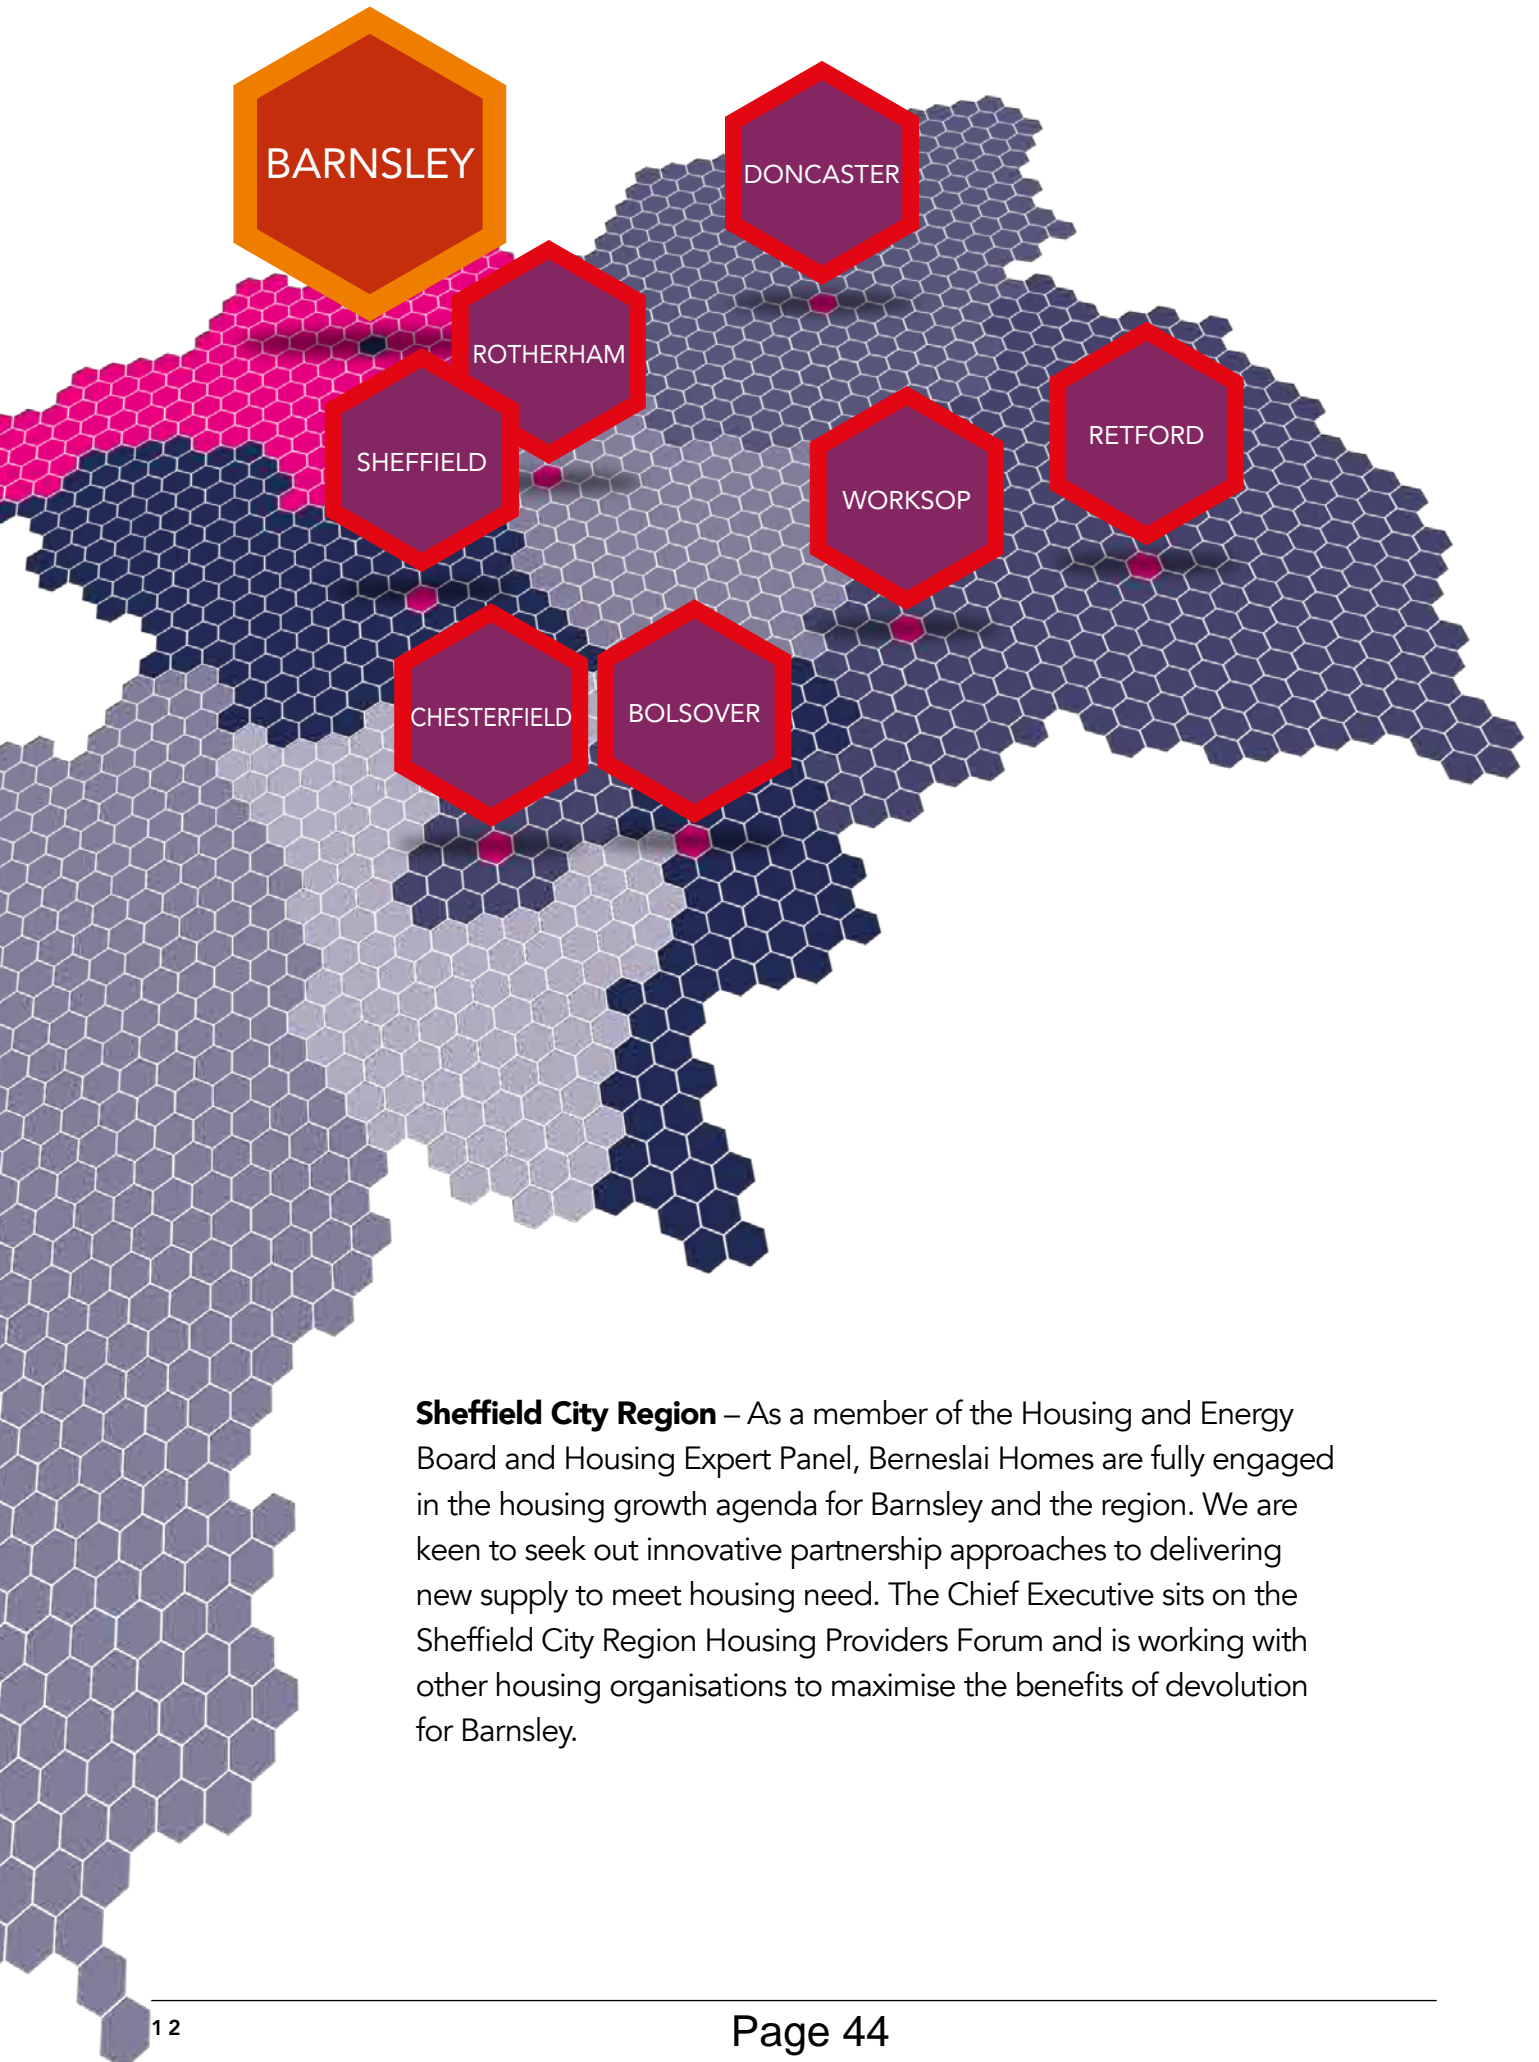 BARNSLEY
DONCASTER
ROTHERHAM
RETFORD
SHEFFIELD
WORKSOP
CHESTERFIELD
BOLSOVER
Sheffield City Region – As a member of the Housing and Energy
Board and Housing Expert Panel, Berneslai Homes are fully engaged
in the housing growth agenda for Barnsley and the region. We are
keen to seek out innovative partnership approaches to delivering
new supply to meet housing need. The Chief Executive sits on the
Sheffield City Region Housing Providers Forum and is working with
other housing organisations to maximise the benefits of devolution
for Barnsley.
12
Page 44